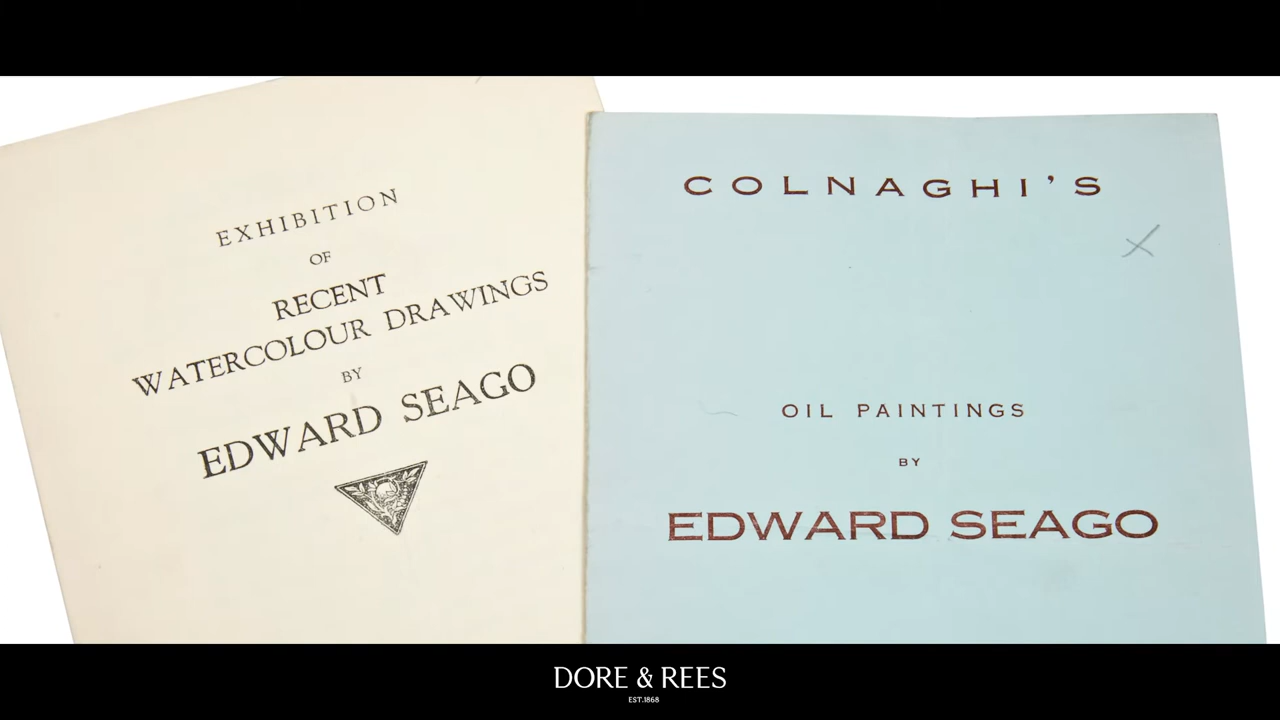 EXHIBITION
OF
RECENT
WATERCOLOUR DRAWINGS
BY
EDWARD SEAGO
COLNAGHI'S
OIL PAINTINGS
BY
EDWARD SEAGO
DORE & REES
EST.1868